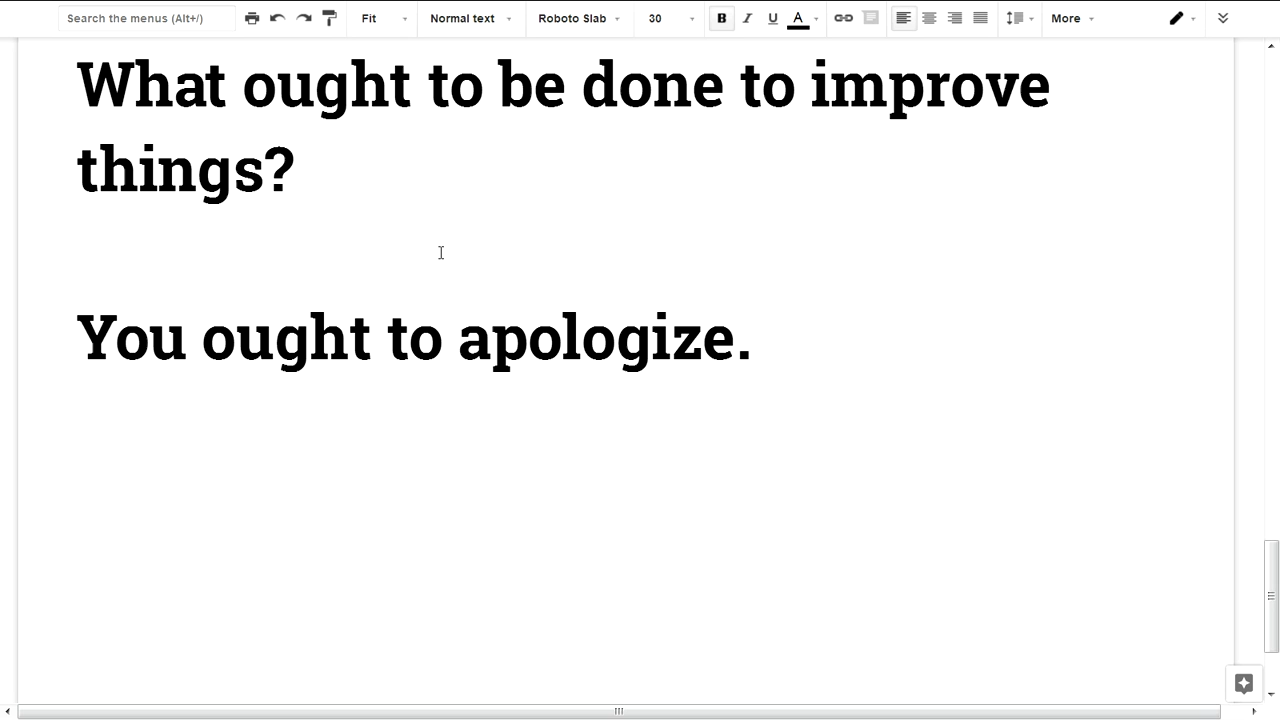 Search the menus (Alt+/) Fit Normal text Roboto Slab 30 B I U A More
What ought to be done to improve
things?
You ought to apologize.